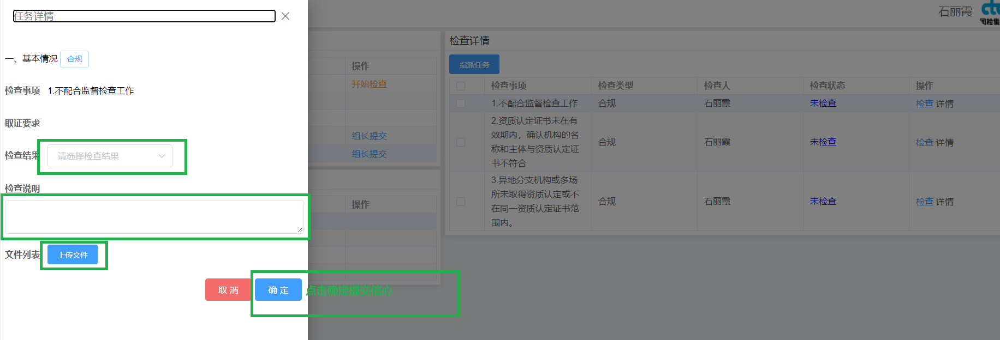 任务详情
一、基本情况 合规
检查事项 1.不配合监督检查工作
取证要求
检查结果 请选择检查结果
检查说明
文件列表 上传文件
取 消 确 定 点击确定提交信心
操作
开始检查
组长提交
组长提交
操作
石丽霞
国检集
检查详情
指派任务
检查事项 检查类型 检查人 检查状态 操作
1.不配合监督检查工作 合规 石丽霞 未检查 检查 详情
2.资质认定证书未在有
效期内，确认机构的名
称和主体与资质认定证
书不符合
合规 石丽霞 未检查 检查 详情
3.异地分支机构或多场
所未取得资质认定或不
在同一资质认定证书范
围内。
合规 石丽霞 未检查 检查 详情